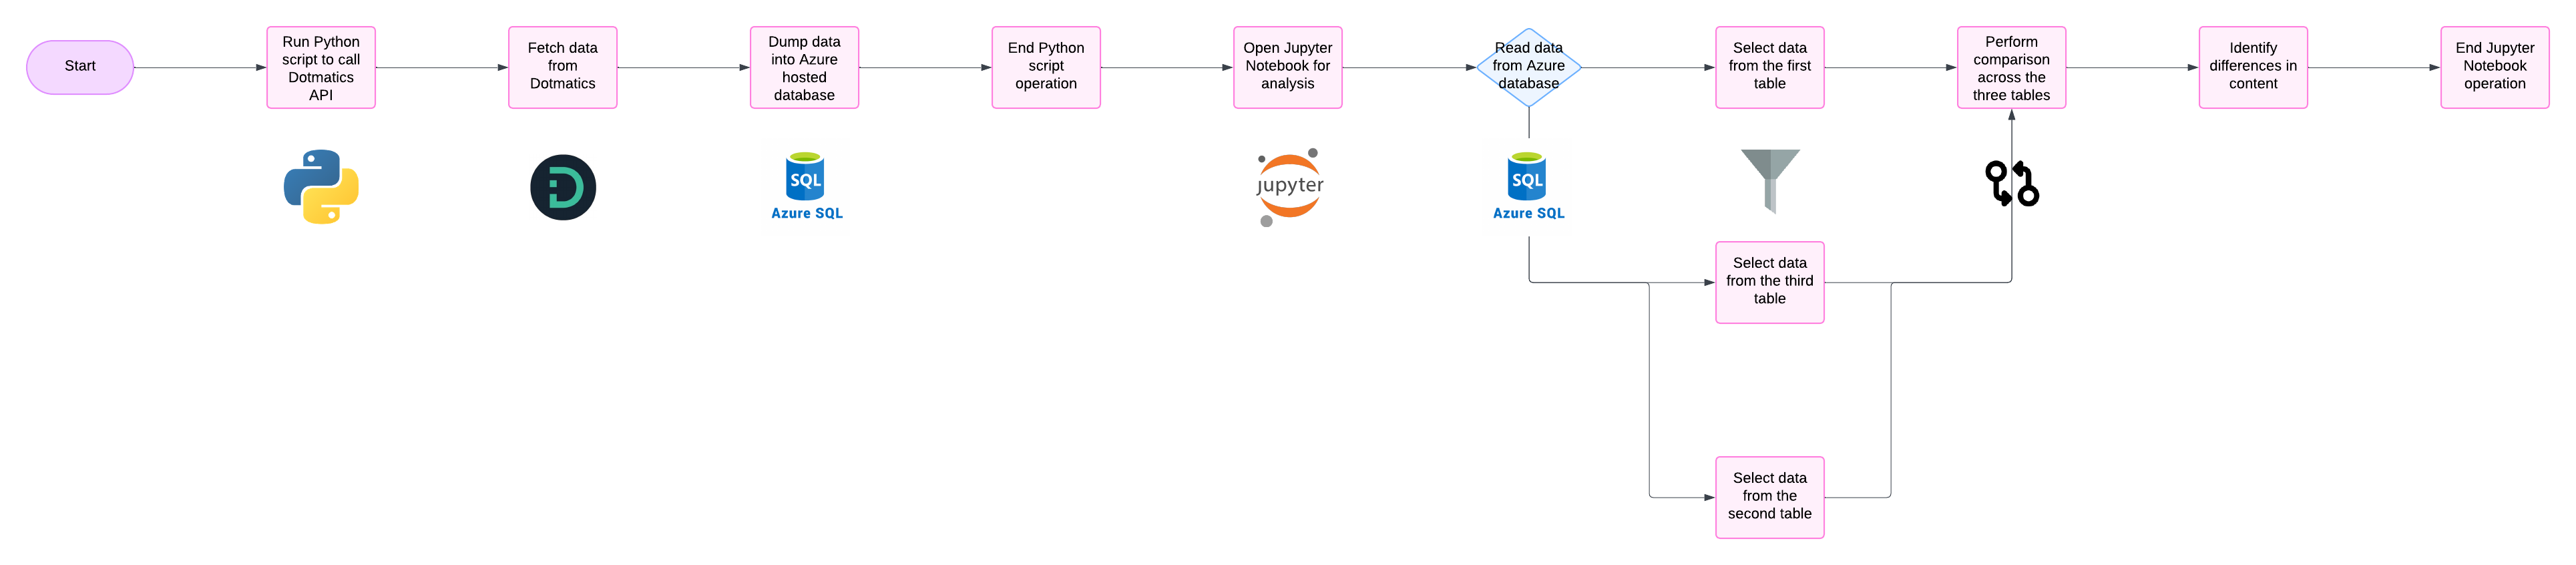 Start
Run Python
script to call
Dotmatics
API
Fetch data
from
Dotmatics
Dump data
into Azure
hosted
database
End Python
script
operation
Open Jupyter
Notebook for
analysis
Read data
from Azure
database
Select data
from the first
table
Perform
comparison
across the
three tables
Identify
differences in
content
End Jupyter
Notebook
operation
SQL
Azure SQL
jupyter
SQL
Azure SQL
Select data
from the third
table
Select data
from the
second table